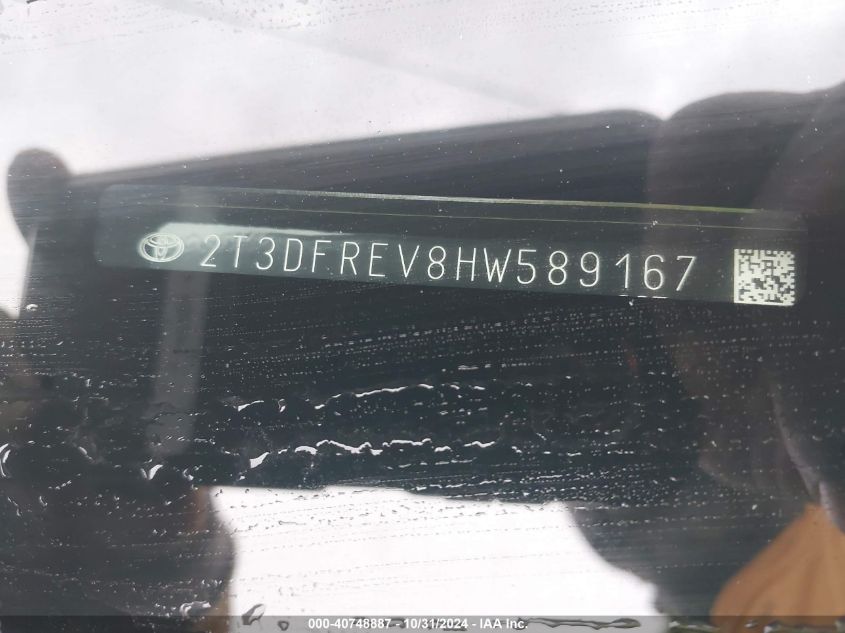 2T3DFREV8HW589167
000-40748887 - 10/31/2024 - IAA Inc.